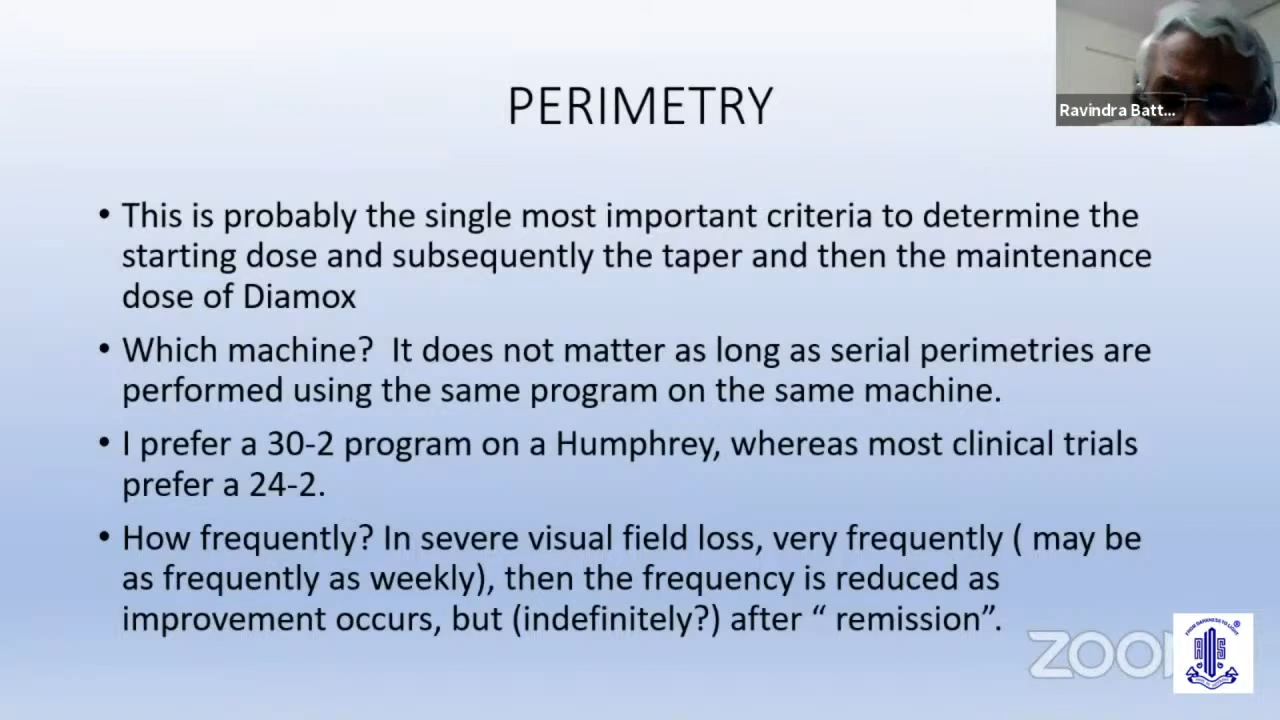 PERIMETRY
Ravindra Batt...
• This is probably the single most important criteria to determine the
starting dose and subsequently the taper and then the maintenance
dose of Diamox
• Which machine?  It does not matter as long as serial perimetries are
performed using the same program on the same machine.
• I prefer a 30-2 program on a Humphrey, whereas most clinical trials
prefer a 24-2.
• How frequently? In severe visual field loss, very frequently ( may be
as frequently as weekly), then the frequency is reduced as
improvement occurs, but (indefinitely?) after “ remission”.
ZOO